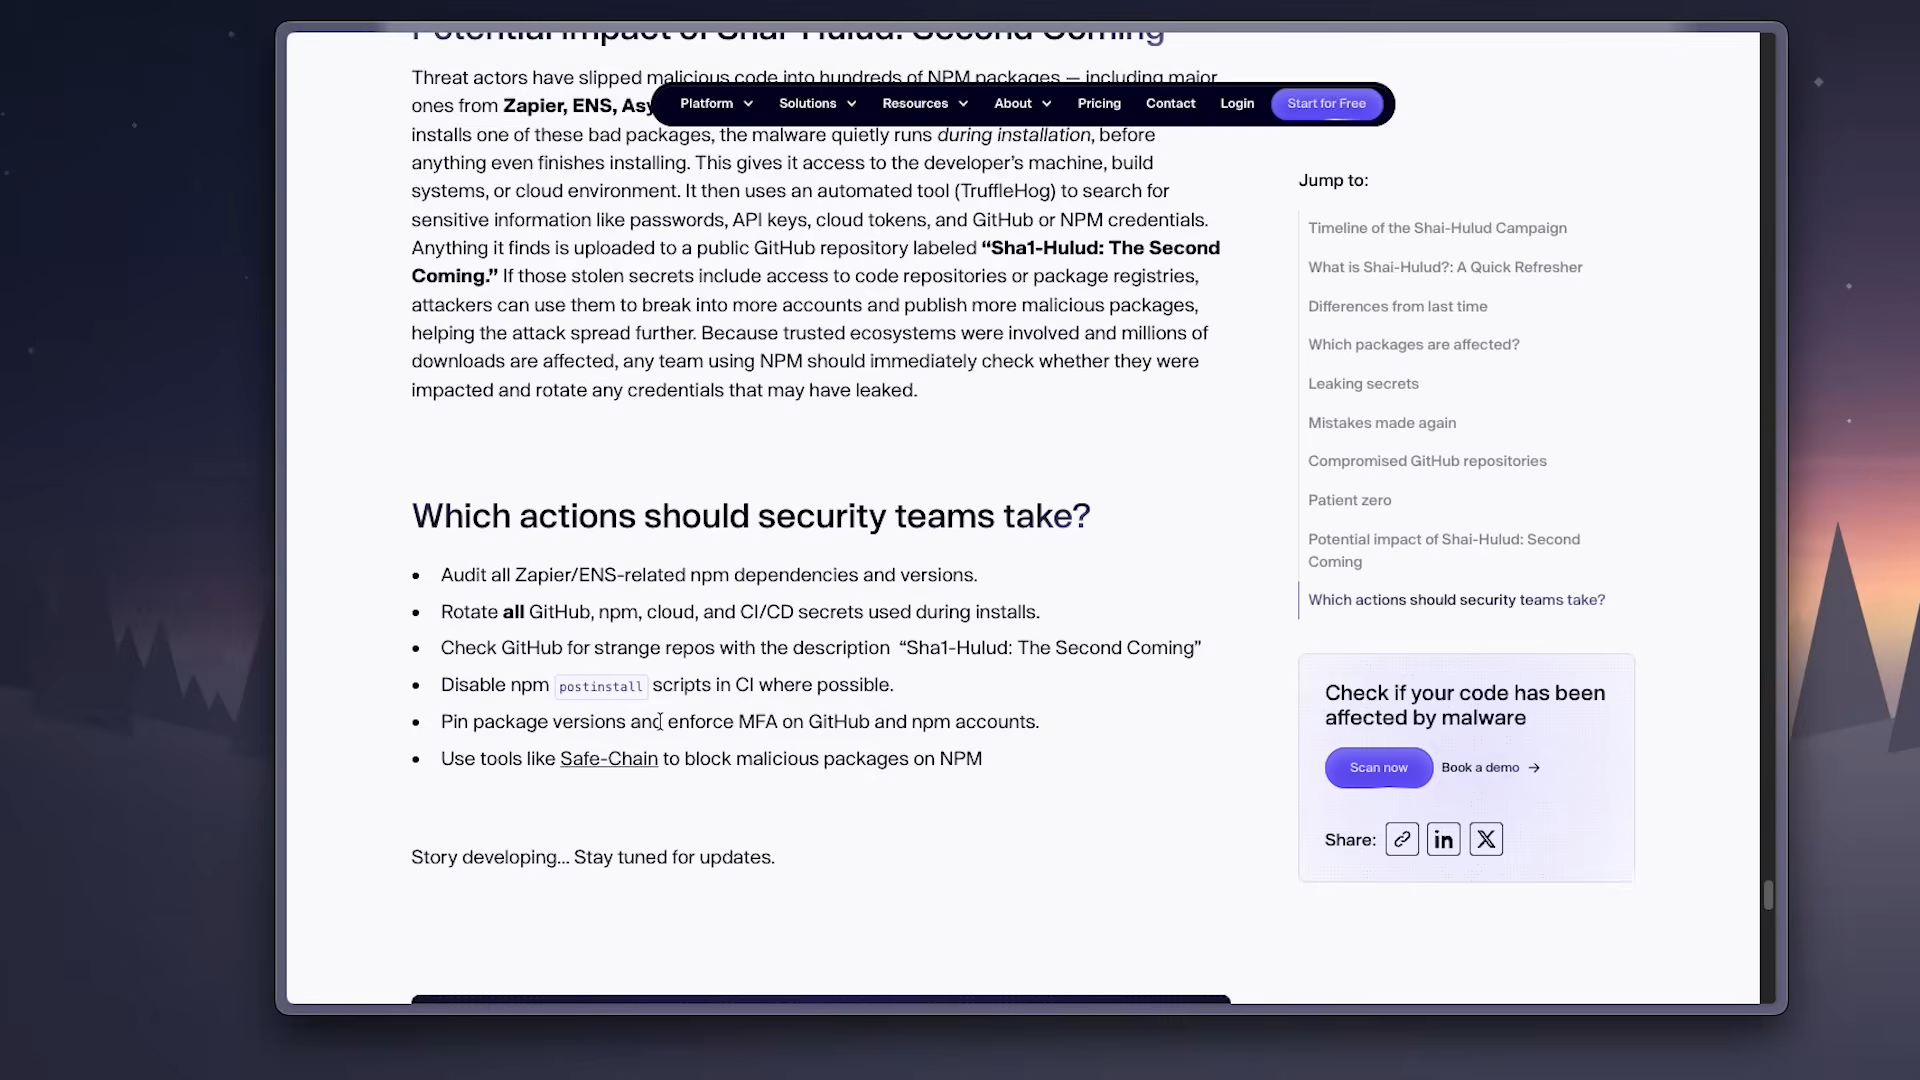 Potential impact of Shai-Hulud: Second Coming
Threat actors have slipped malicious code into hundreds of NPM packages — including major
ones from Zapier, ENS, Asy
Platform
Solutions
Resources
About
Pricing
Contact
Login
Start for Free
installs one of these bad packages, the malware quietly runs during installation, before
anything even finishes installing. This gives it access to the developer’s machine, build
systems, or cloud environment. It then uses an automated tool (TruffleHog) to search for
sensitive information like passwords, API keys, cloud tokens, and GitHub or NPM credentials.
Anything it finds is uploaded to a public GitHub repository labeled “Sha1-Hulud: The Second
Coming.” If those stolen secrets include access to code repositories or package registries,
attackers can use them to break into more accounts and publish more malicious packages,
helping the attack spread further. Because trusted ecosystems were involved and millions of
downloads are affected, any team using NPM should immediately check whether they were
impacted and rotate any credentials that may have leaked.
Which actions should security teams take?
• Audit all Zapier/ENS-related npm dependencies and versions.
• Rotate all GitHub, npm, cloud, and CI/CD secrets used during installs.
• Check GitHub for strange repos with the description “Sha1-Hulud: The Second Coming”
• Disable npm postinstall scripts in CI where possible.
• Pin package versions and enforce MFA on GitHub and npm accounts.
• Use tools like Safe-Chain to block malicious packages on NPM
Story developing... Stay tuned for updates.
Jump to:
Timeline of the Shai-Hulud Campaign
What is Shai-Hulud?: A Quick Refresher
Differences from last time
Which packages are affected?
Leaking secrets
Mistakes made again
Compromised GitHub repositories
Patient zero
Potential impact of Shai-Hulud: Second
Coming
Which actions should security teams take?
Check if your code has been
affected by malware
Scan now
Book a demo →
Share:
in
X